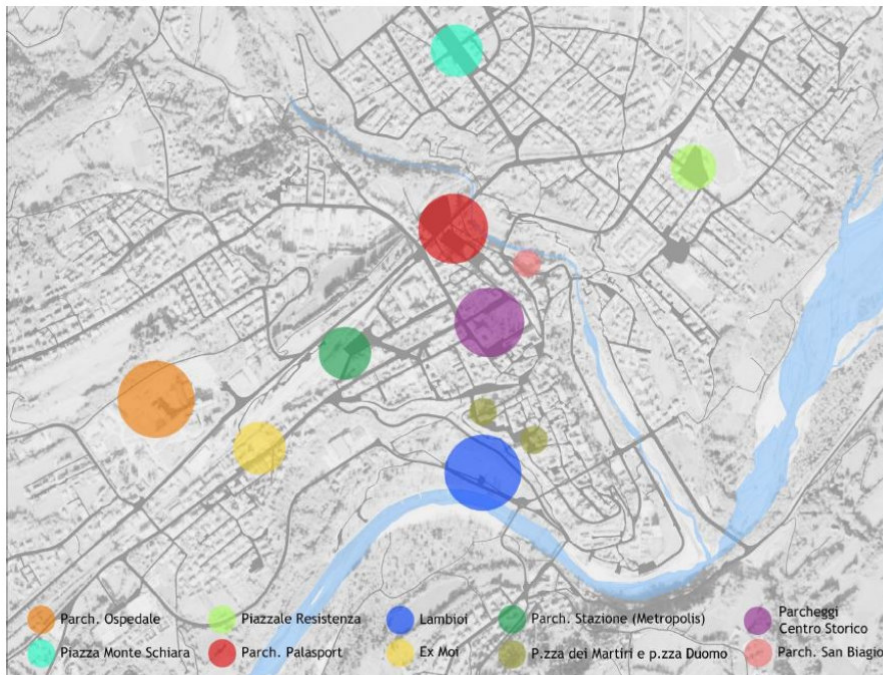 Parch. Ospedale
Piazzale Resistenza
Lambioi
Parch. Stazione (Metropolis)
Parcheggi
Centro Storico
Piazza Monte Schiara
Parch. Palasport
Ex Moi
P.zza dei Martiri e p.zza Duomo
Parch. San Biagio